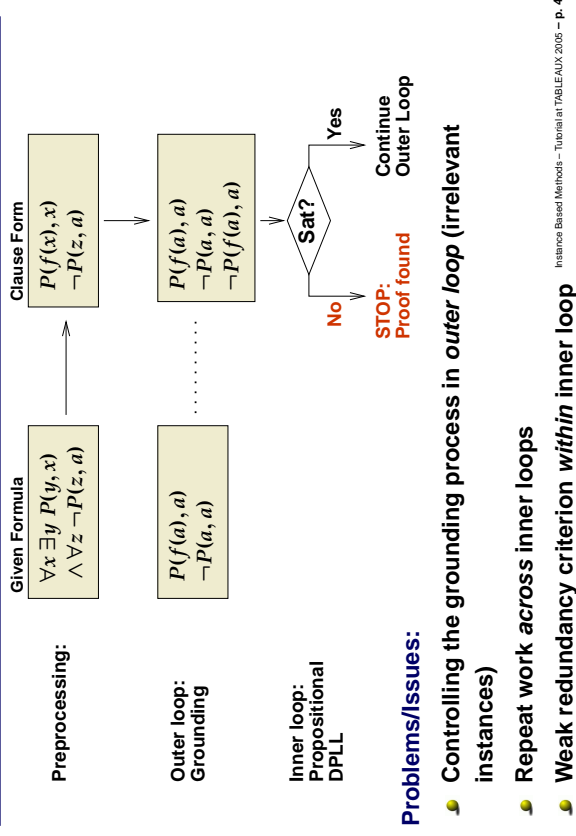 Given Formula
Clause Form
Preprocessing:
∀x ∃y P(y, x)
∧ ∀z ¬P(z, a)
P(f(x), x)
¬P(z, a)
Outer loop:
Grounding
P(f(a), a)
¬P(a, a)
P(f(a), a)
¬P(a, a)
¬P(f(a), a)
Inner loop:
Propositional
DPLL
Sat?
No
Yes
STOP:
Proof found
Continue
Outer Loop
Problems/Issues:
Controlling the grounding process in outer loop (irrelevant
instances)
Repeat work across inner loops
Weak redundancy criterion within inner loop
Instance Based Methods – Tutorial at TABLEAUX 2005 – p. 4